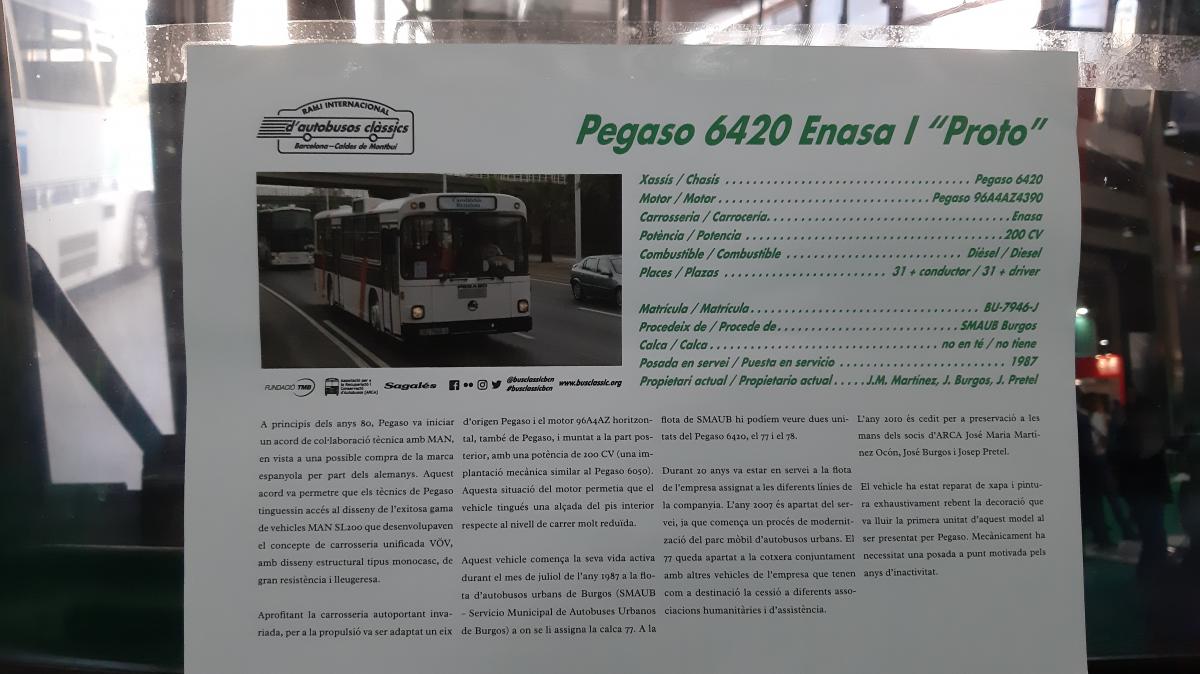 RAL·LI INTERNACIONAL
d'autobusos clàssics
Barcelona – Caldes de Montbui
Pegaso 6420 Enasa I “Proto”
Xassís / Chasis ........ Pegaso 6420
Motor / Motor ........ Pegaso 96A4AZ4390
Carrosseria / Carrocería ........ Enasa
Potència / Potencia ........ 200 CV
Combustible / Combustible ........ Dièsel / Diesel
Places / Plazas ........ 31 + conductor / 31 + driver
Matrícula / Matrícula ........ BU-7946-J
Procedeix de / Procede de ........ SMAUB Burgos
Calca / Calca ........ no en té / no tiene
Posada en servei / Puesta en servicio ........ 1987
Propietari actual / Propietario actual ..... J.M. Martínez, J. Burgos, J. Pretel
PEGASO
FUNDACIÓ TMB
Associació per a
la Recuperació i
Conservació
d'Autobusos (ARCA)
Sagalés
@busclassicbcn
#busclassicbcn
www.busclassic.org
A principis dels anys 80, Pegaso va iniciar
un acord de col·laboració tècnica amb MAN,
en vista a una possible compra de la marca
espanyola per part dels alemanys. Aquest
acord va permetre que els tècnics de Pegaso
tinguessin accés al disseny de l'exitosa gama
de vehicles MAN SL200 que desenvolupaven
el concepte de carrosseria unificada VÖV,
amb disseny estructural tipus monocasc, de
gran resistència i lleugeresa.
Aprofitant la carrosseria autoportant inva-
riada, per a la propulsió va ser adaptat un eix
d'origen Pegaso i el motor 96A4AZ horitzon-
tal, també de Pegaso, i muntat a la part pos-
terior, amb una potència de 200 CV (una im-
plantació mecànica similar al Pegaso 6050).
Aquesta situació del motor permetia que el
vehicle tingués una alçada del pis interior
respecte al nivell de carrer molt reduïda.
Aquest vehicle comença la seva vida activa
durant el mes de juliol de l'any 1987 a la flo-
ta d'autobusos urbans de Burgos (SMAUB
- Servicio Municipal de Autobuses Urbanos
de Burgos) a on se li assigna la calca 77. A la
flota de SMAUB hi podíem veure dues uni-
tats del Pegaso 6420, el 77 i el 78.
Durant 20 anys va estar en servei a la flota
de l'empresa assignat a les diferents línies de
la companyia. L'any 2007 és apartat del ser-
vei, ja que comença un procés de modernit-
zació del parc mòbil d'autobusos urbans. El
77 queda apartat a la cotxera conjuntament
amb altres vehicles de l'empresa que tenen
com a destinació la cessió a diferents asso-
ciacions humanitàries i d'assistència.
L'any 2010 és cedit per a preservació a les
mans dels socis d'ARCA José Maria Martí-
nez Ocón, José Burgos i Josep Pretel.
El vehicle ha estat reparat de xapa i pintu-
ra exhaustivament rebent la decoració que
va lluir la primera unitat d'aquest model al
ser presentat per Pegaso. Mecànicament ha
necessitat una posada a punt motivada pels
anys d'inactivitat.